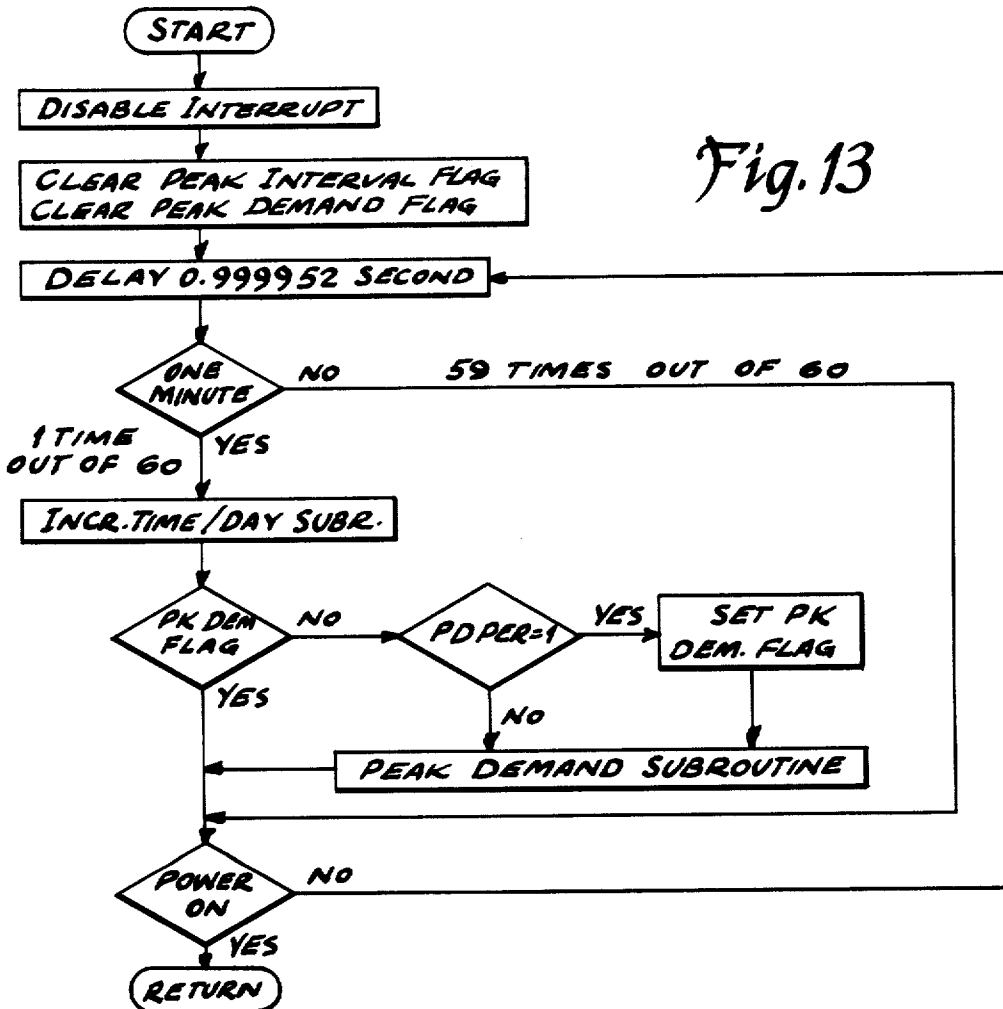 START
DISABLE INTERRUPT
Fig. 13
CLEAR PEAK INTERVAL FLAG
CLEAR PEAK DEMAND FLAG
DELAY 0.999952 SECOND
ONE
MINUTE
NO
59 TIMES OUT OF 60
1 TIME
OUT OF 60
YES
INCR.TIME/DAY SUBR.
PK DEM
FLAG
NO
PDPER=1
YES
SET PK
DEM. FLAG
YES
NO
PEAK DEMAND SUBROUTINE
POWER
ON
NO
YES
RETURN